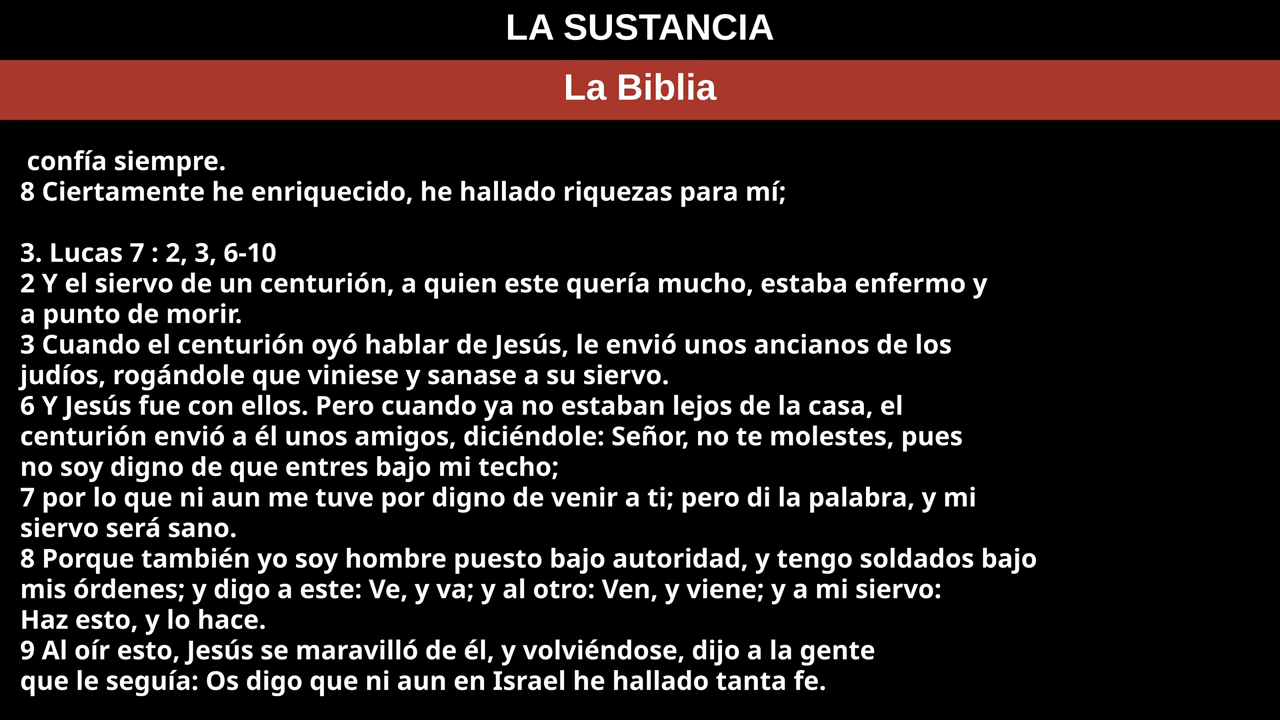 LA SUSTANCIA
La Biblia
confía siempre.
8 Ciertamente he enriquecido, he hallado riquezas para mí;
3. Lucas 7 : 2, 3, 6-10
2 Y el siervo de un centurión, a quien este quería mucho, estaba enfermo y
a punto de morir.
3 Cuando el centurión oyó hablar de Jesús, le envió unos ancianos de los
judíos, rogándole que viniese y sanase a su siervo.
6 Y Jesús fue con ellos. Pero cuando ya no estaban lejos de la casa, el
centurión envió a él unos amigos, diciéndole: Señor, no te molestes, pues
no soy digno de que entres bajo mi techo;
7 por lo que ni aun me tuve por digno de venir a ti; pero di la palabra, y mi
siervo será sano.
8 Porque también yo soy hombre puesto bajo autoridad, y tengo soldados bajo
mis órdenes; y digo a este: Ve, y va; y al otro: Ven, y viene; y a mi siervo:
Haz esto, y lo hace.
9 Al oír esto, Jesús se maravilló de él, y volviéndose, dijo a la gente
que le seguía: Os digo que ni aun en Israel he hallado tanta fe.